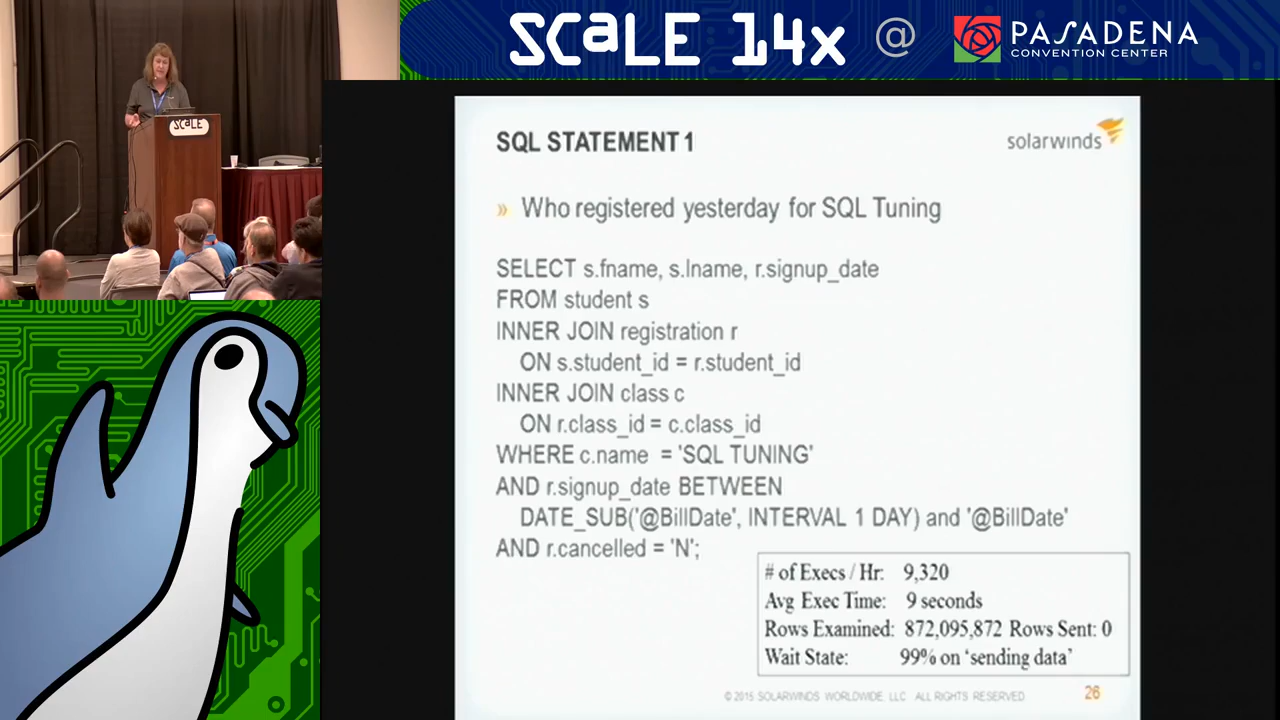 SCaLE 14x @ PASADENA
CONVENTION CENTER
SCALE
SQL STATEMENT 1
solarwinds
» Who registered yesterday for SQL Tuning
SELECT s.fname, s.lname, r.signup_date
FROM student s
INNER JOIN registration r
ON s.student_id = r.student_id
INNER JOIN class c
ON r.class_id = c.class_id
WHERE c.name = 'SQL TUNING'
AND r.signup_date BETWEEN
DATE_SUB('@BillDate', INTERVAL 1 DAY) and '@BillDate'
AND r.cancelled = 'N';
# of Execs / Hr: 9,320
Avg Exec Time: 9 seconds
Rows Examined: 872,095,872 Rows Sent: 0
Wait State: 99% on 'sending data'
© 2015 SOLARWINDS WORLDWIDE, LLC ALL RIGHTS RESERVED.
26